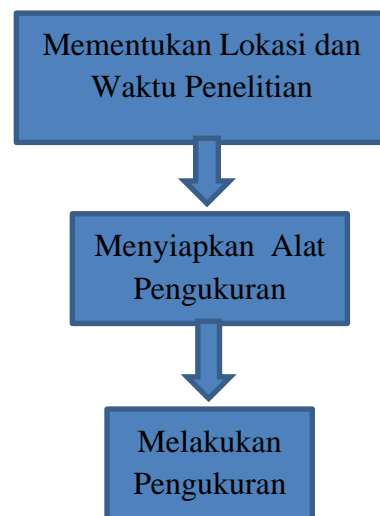 Mementukan Lokasi dan
Waktu Penelitian
Menyiapkan Alat
Pengukuran
Melakukan
Pengukuran